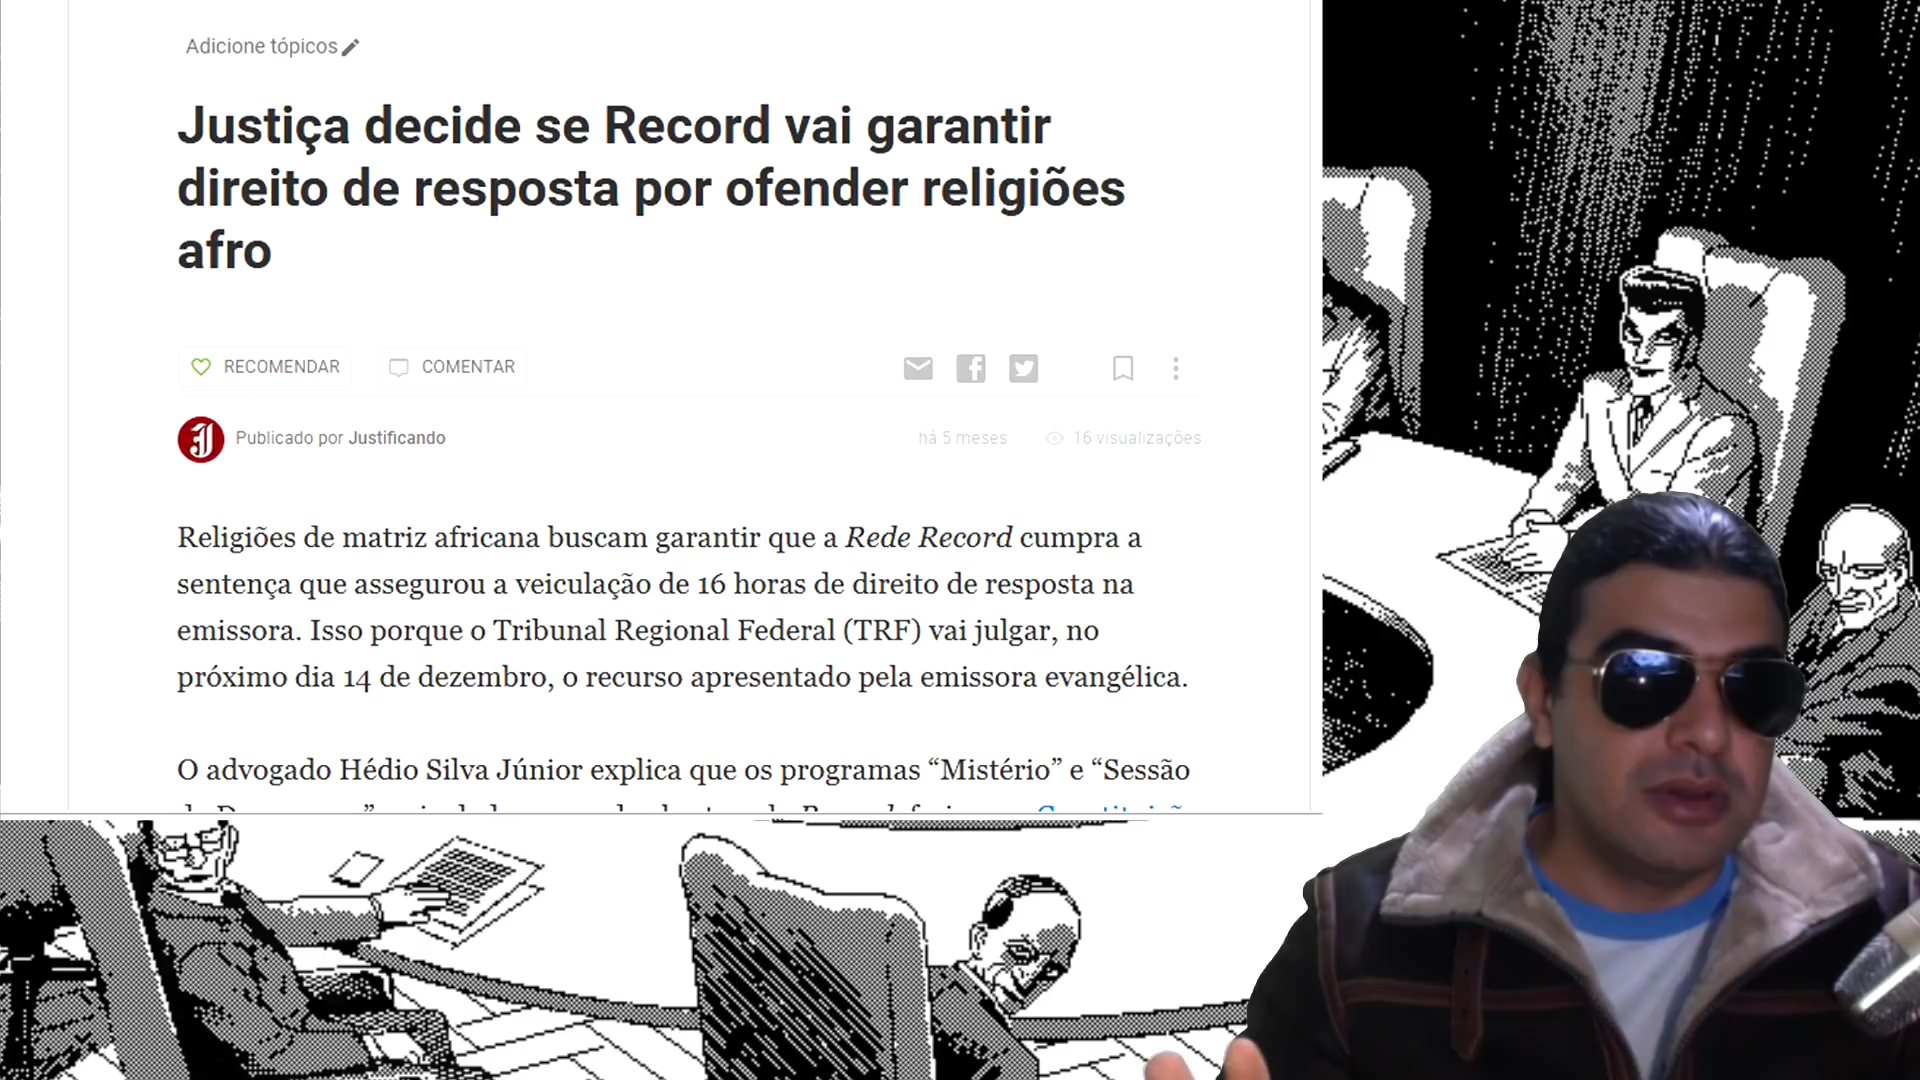 Adicione tópicos
Justiça decide se Record vai garantir
direito de resposta por ofender religiões
afro
RECOMENDAR
COMENTAR
Publicado por Justificando
há 5 meses
16 visualizações
Religiões de matriz africana buscam garantir que a Rede Record cumpra a
sentença que assegurou a veiculação de 16 horas de direito de resposta na
emissora. Isso porque o Tribunal Regional Federal (TRF) vai julgar, no
próximo dia 14 de dezembro, o recurso apresentado pela emissora evangélica.
O advogado Hédio Silva Júnior explica que os programas “Mistério” e “Sessão